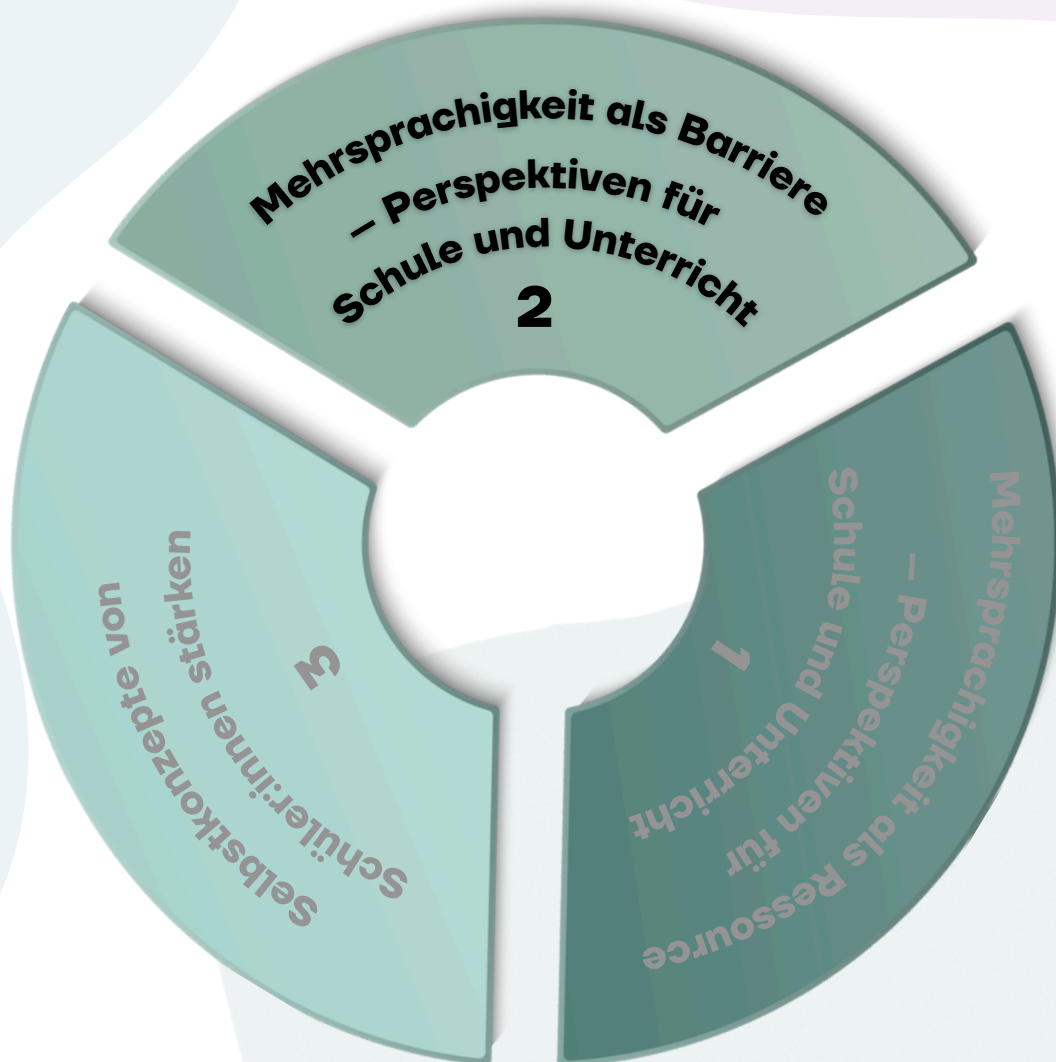 Mehrsprachigkeit als Barriere
– Perspektiven für
Schule und Unterricht
2
Mehrsprachigkeit als Ressource
– Perspektiven für
Schule und Unterricht
1
Selbstkonzepte von
Schüler:innen stärken
3